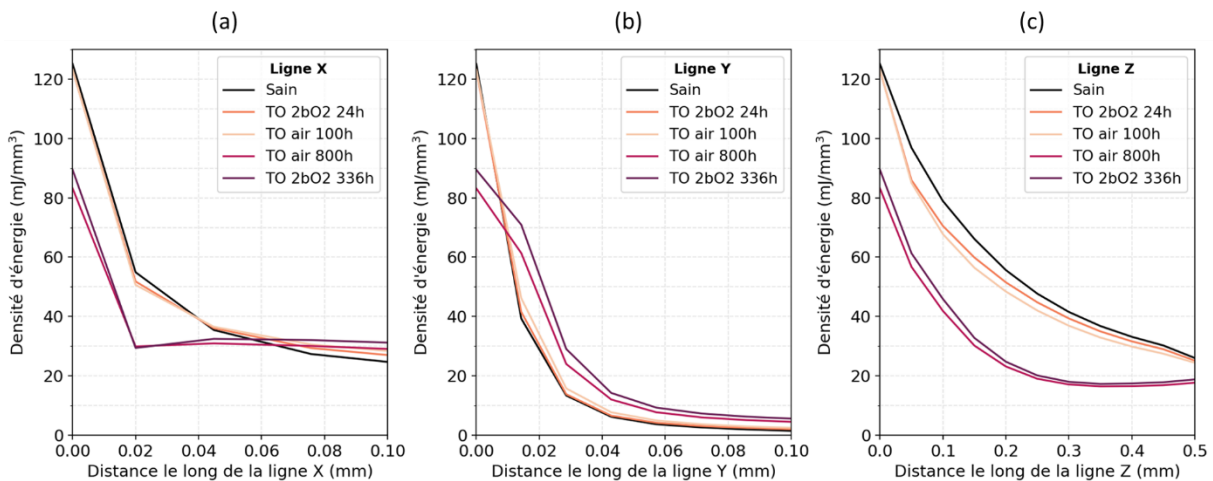 (a)
(b)
(c)
Densité d'énergie (mJ/mm³)
120
100
80
60
40
20
0
Ligne X
Sain
TO 2bO2 24h
TO air 100h
TO air 800h
TO 2bO2 336h
0.00
0.02
0.04
0.06
0.08
0.10
Distance le long de la ligne X (mm)
Densité d'énergie (mJ/mm³)
120
100
80
60
40
20
0
Ligne Y
Sain
TO 2bO2 24h
TO air 100h
TO air 800h
TO 2bO2 336h
0.00
0.02
0.04
0.06
0.08
0.10
Distance le long de la ligne Y (mm)
Densité d'énergie (mJ/mm³)
120
100
80
60
40
20
0
Ligne Z
Sain
TO 2bO2 24h
TO air 100h
TO air 800h
TO 2bO2 336h
0.0
0.1
0.2
0.3
0.4
0.5
Distance le long de la ligne Z (mm)